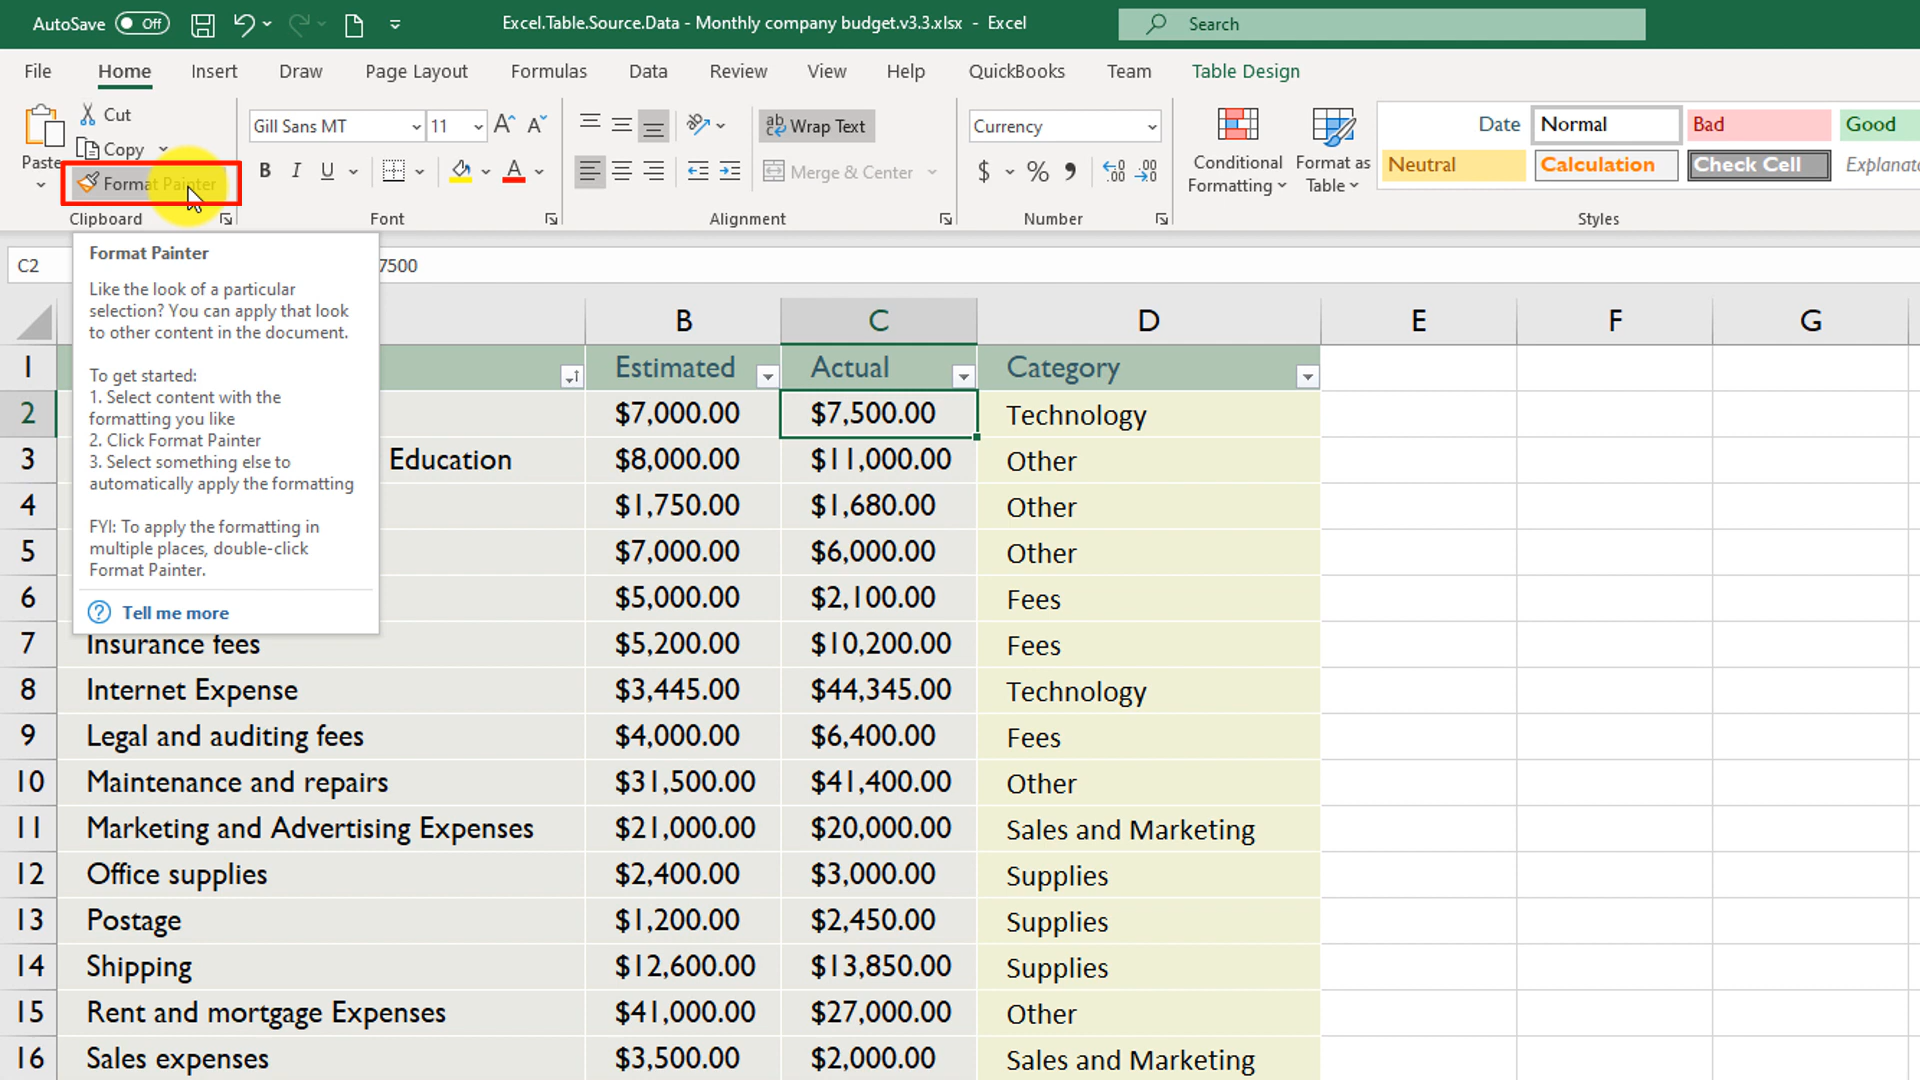 AutoSave Off Excel.Table.Source.Data - Monthly company budget.v3.3.xlsx - Excel Search
File Home Insert Draw Page Layout Formulas Data Review View Help QuickBooks Team Table Design
Paste
Cut
Copy
Format Painter
Clipboard
Gill Sans MT 11 A A
B I U A
Font
ab Wrap Text
Merge & Center
Alignment
Currency
$ % 9 .00 .00
Number
Conditional Formatting
Format as Table
Date Normal Bad Good
Neutral Calculation Check Cell Explanat
Styles
C2 7500
Format Painter
Like the look of a particular
selection? You can apply that look
to other content in the document.
To get started:
1. Select content with the
formatting you like
2. Click Format Painter
3. Select something else to
automatically apply the formatting
FYI: To apply the formatting in
multiple places, double-click
Format Painter.
? Tell me more
B C D E F G
1 Estimated Actual Category
2 $7,000.00 $7,500.00 Technology
3 Education $8,000.00 $11,000.00 Other
4 $1,750.00 $1,680.00 Other
5 $7,000.00 $6,000.00 Other
6 $5,000.00 $2,100.00 Fees
7 Insurance fees $5,200.00 $10,200.00 Fees
8 Internet Expense $3,445.00 $44,345.00 Technology
9 Legal and auditing fees $4,000.00 $6,400.00 Fees
10 Maintenance and repairs $31,500.00 $41,400.00 Other
11 Marketing and Advertising Expenses $21,000.00 $20,000.00 Sales and Marketing
12 Office supplies $2,400.00 $3,000.00 Supplies
13 Postage $1,200.00 $2,450.00 Supplies
14 Shipping $12,600.00 $13,850.00 Supplies
15 Rent and mortgage Expenses $41,000.00 $27,000.00 Other
16 Sales expenses $3,500.00 $2,000.00 Sales and Marketing